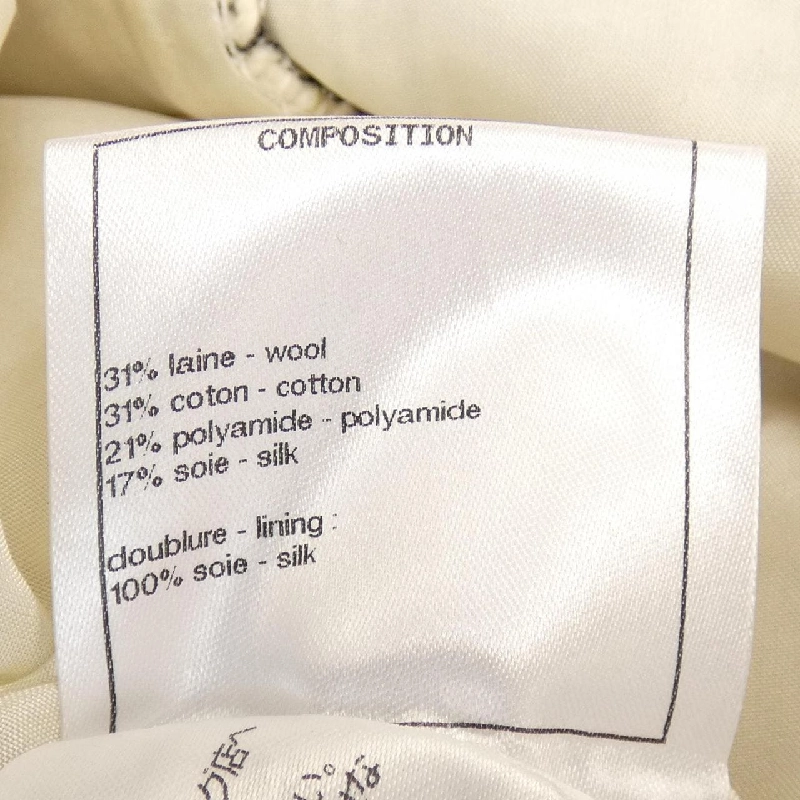 COMPOSITION
31% laine - wool
31% coton - cotton
21% polyamide - polyamide
17% soie - silk
doublure - lining :
100% soie - silk